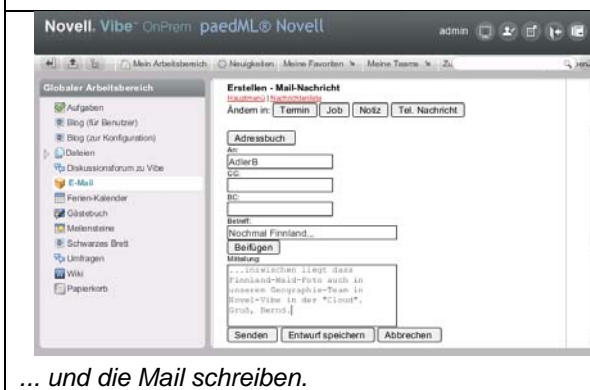 Novell. Vibe OnPrem paedML® Novell
admin
Mein Arbeitsbereich Neuigkeiten Meine Favoriten Meine Teams
Globaler Arbeitsbereich
Aufgaben
Blog (für Benutzer)
Blog (zur Konfiguration)
Dateien
Diskussionsforum zu Vibe
E-Mail
Ferien-Kalender
Gästebuch
Meilensteine
Schwarzes Brett
Umfragen
Wiki
Papierkorb
Erstellen - Mail-Nachricht
Hauptmenü | Nachrichtenliste
Ändern in: Termin Job Notiz Tel. Nachricht
Adressbuch
An:
AdlerB
CC:
BC:
Betreff:
Nochmal Finnland...
Beifügen
Mitteilung:
...inzwischen liegt dass
Finnland-Wald-Foto auch in
unserem Geographie-Team in
Novel-Vibe in der "Cloud".
Gruß, Bernd.
Senden Entwurf speichern Abbrechen
... und die Mail schreiben.